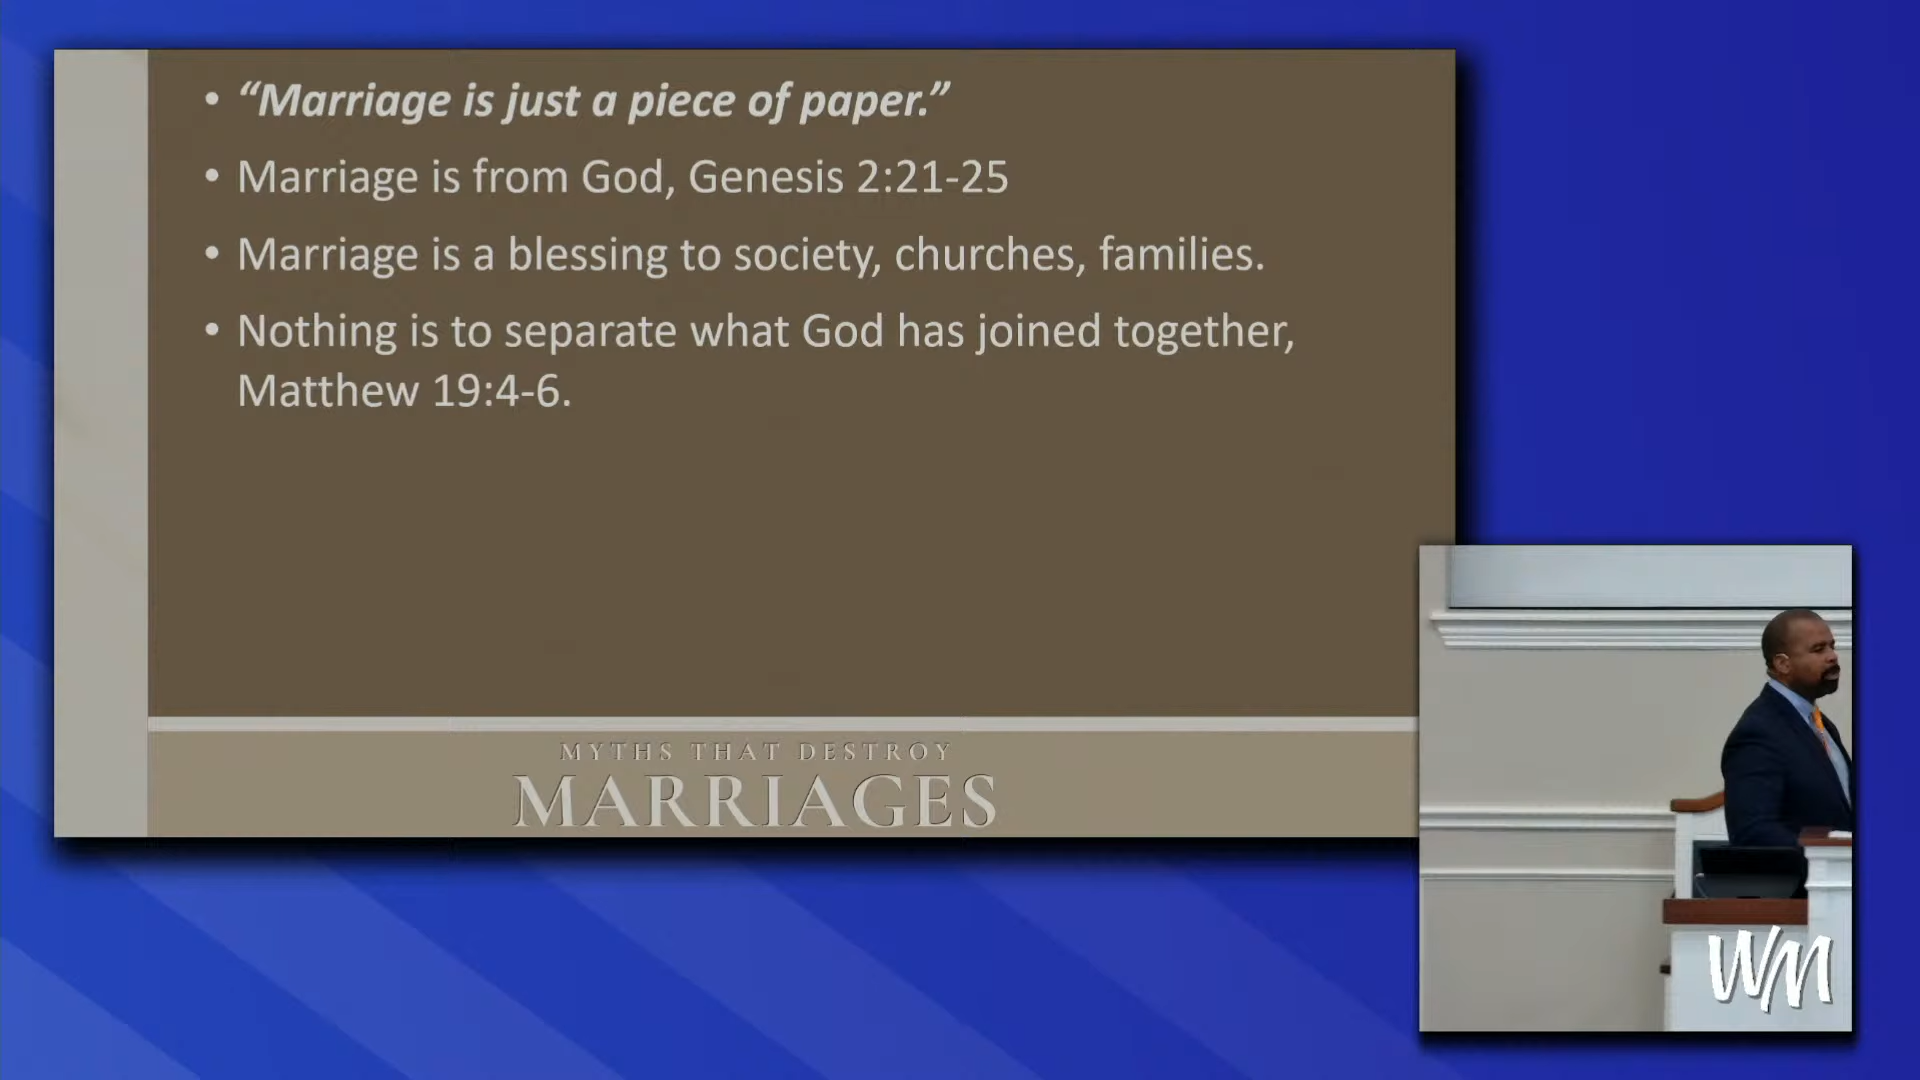 • “Marriage is just a piece of paper.”
• Marriage is from God, Genesis 2:21-25
• Marriage is a blessing to society, churches, families.
• Nothing is to separate what God has joined together,
Matthew 19:4-6.
MYTHS THAT DESTROY
MARRIAGES
WM